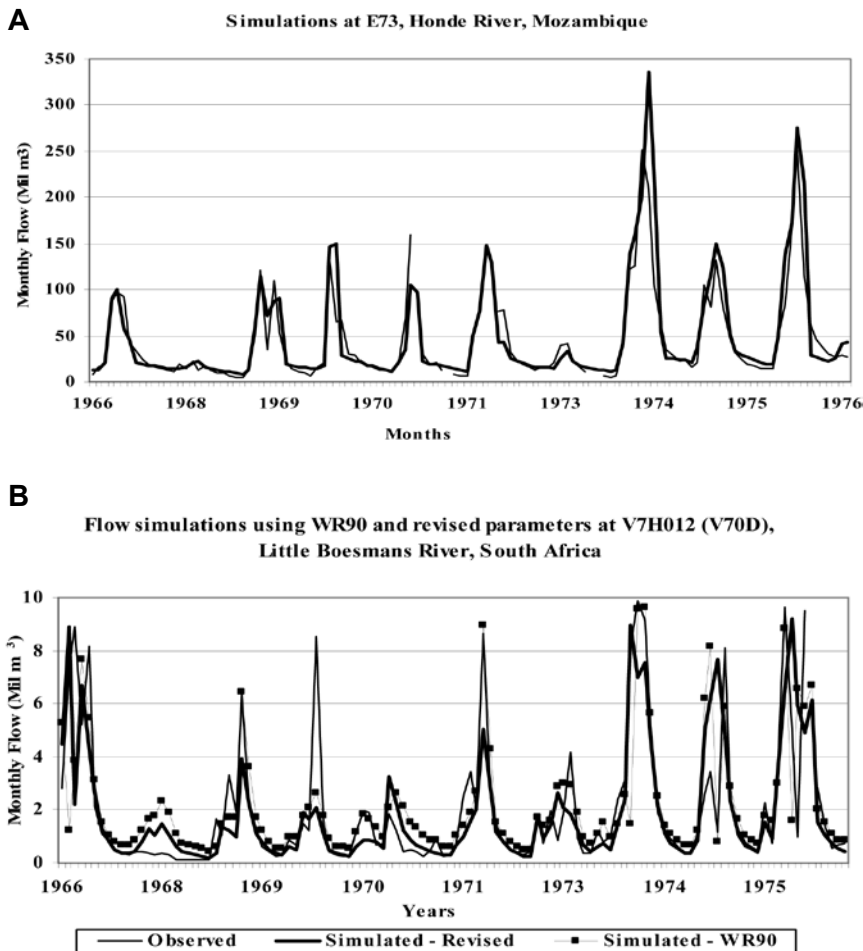 A
Simulations at E73, Honde River, Mozambique
Monthly Flow (Mil m3)
350
300
250
200
150
100
50
0
1966 1968 1969 1970 1971 1973 1974 1975 1976
Months
B
Flow simulations using WR90 and revised parameters at V7H012 (V70D),
Little Boesmans River, South Africa
Monthly Flow (Mil m ³)
10
8
6
4
2
0
1966 1968 1969 1970 1971 1973 1974 1975
Years
Observed Simulated - Revised Simulated - WR90